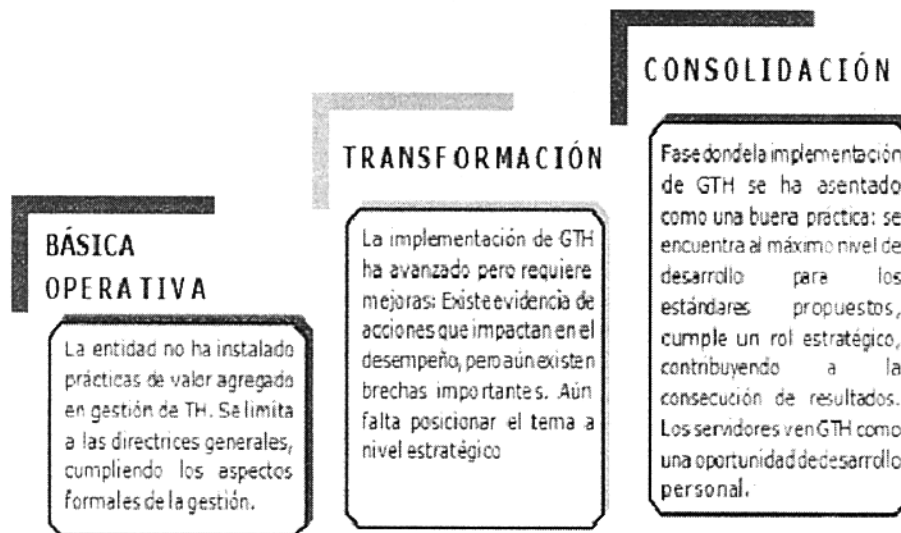 BÁSICA
OPERATIVA
La entidad no ha instalado
prácticas de valor agregado
en gestión de TH. Se limita
a las directrices generales,
cumpliendo los aspectos
formales de la gestión.
TRANSFORMACIÓN
La implementación de GTH
ha avanzado pero requiere
mejoras: Existe evidencia de
acciones que impactan en el
desempeño, pero aún existen
brechas importantes. Aún
falta posicionar el tema a
nivel estratégico
CONSOLIDACIÓN
Fase donde la implementación
de GTH se ha asentado
como una buena práctica: se
encuentra al máximo nivel de
desarrollo para los
estándares propuestos,
cumple un rol estratégico,
contribuyendo a la
consecución de resultados.
Los servidores ven GTH como
una oportunidad de desarrollo
personal.